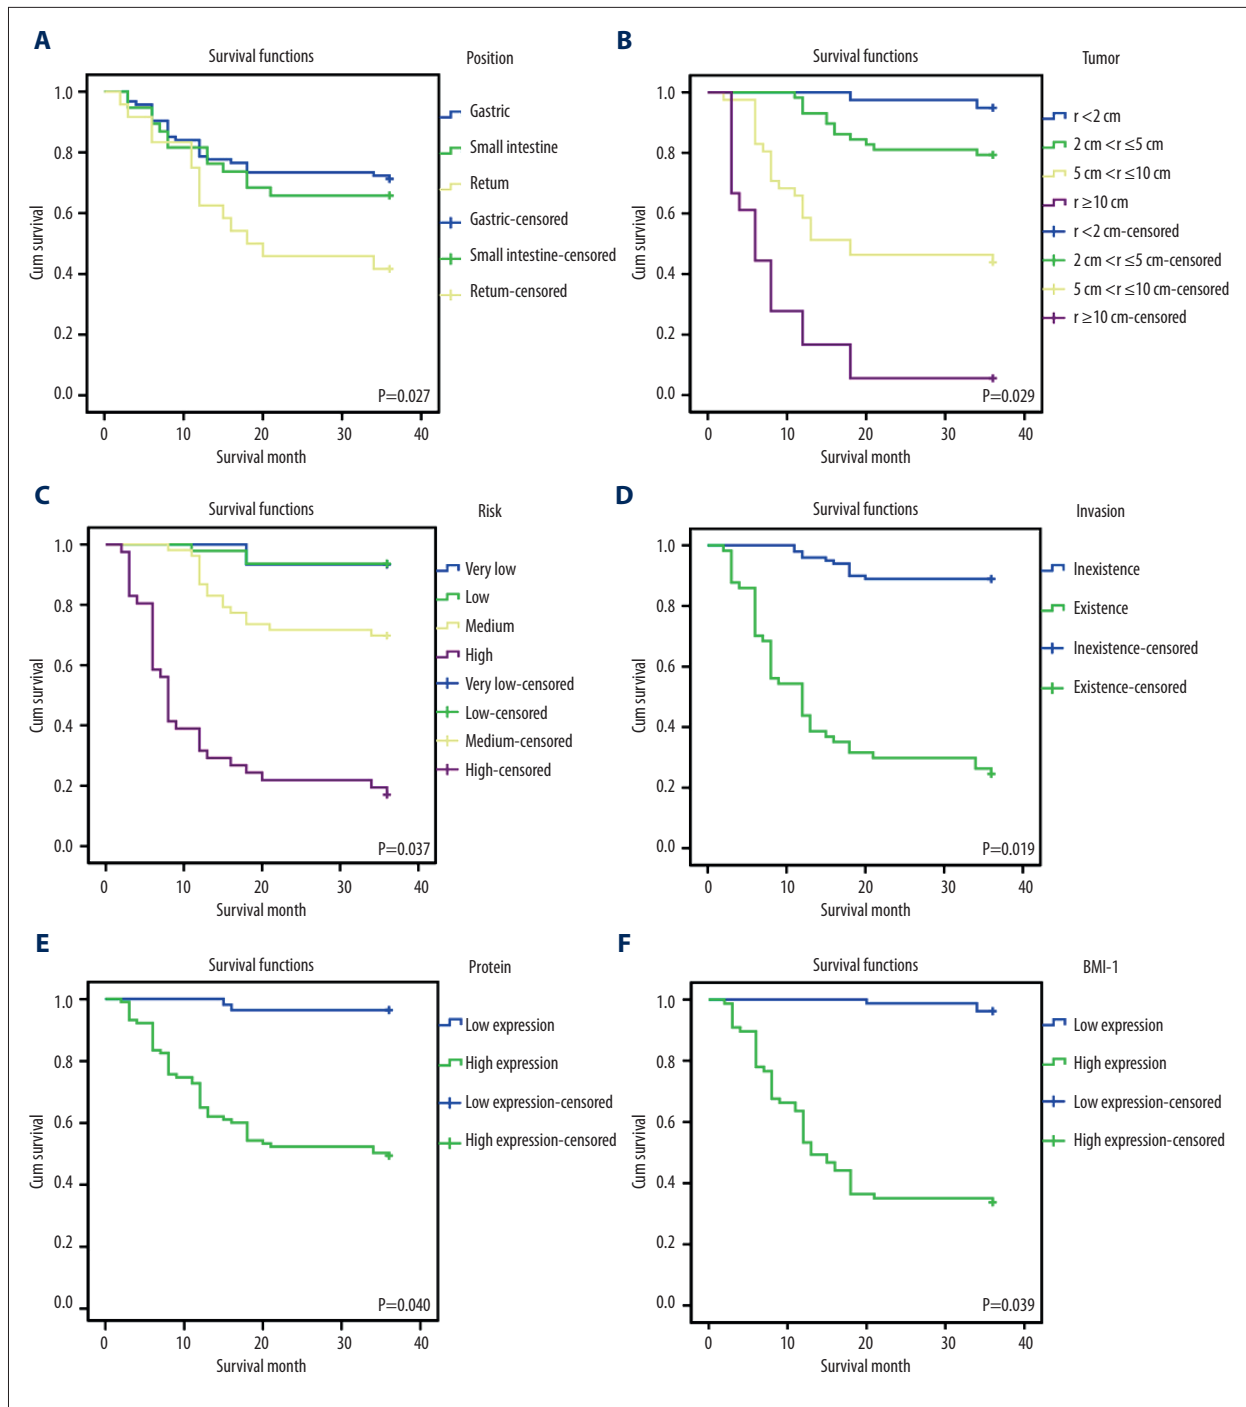 A
Survival functions
Position
1.0
0.8
0.6
0.4
0.2
0.0
Cum survival
0
10
20
30
40
Survival month
P=0.027
Gastric
Small intestine
Retum
Gastric-censored
Small intestine-censored
Retum-censored
B
Survival functions
Tumor
1.0
0.8
0.6
0.4
0.2
0.0
Cum survival
0
10
20
30
40
Survival month
P=0.029
r <2 cm
2 cm <r ≤5 cm
5 cm <r ≤10 cm
r ≥10 cm
r <2 cm-censored
2 cm <r ≤5 cm-censored
5 cm <r ≤10 cm-censored
r ≥10 cm-censored
C
Survival functions
Risk
1.0
0.8
0.6
0.4
0.2
0.0
Cum survival
0
10
20
30
40
Survival month
P=0.037
Very low
Low
Medium
High
Very low-censored
Low-censored
Medium-censored
High-censored
D
Survival functions
Invasion
1.0
0.8
0.6
0.4
0.2
0.0
Cum survival
0
10
20
30
40
Survival month
P=0.019
Inexistence
Existence
Inexistence-censored
Existence-censored
E
Survival functions
Protein
1.0
0.8
0.6
0.4
0.2
0.0
Cum survival
0
10
20
30
40
Survival month
P=0.040
Low expression
High expression
Low expression-censored
High expression-censored
F
Survival functions
BMI-1
1.0
0.8
0.6
0.4
0.2
0.0
Cum survival
0
10
20
30
40
Survival month
P=0.039
Low expression
High expression
Low expression-censored
High expression-censored